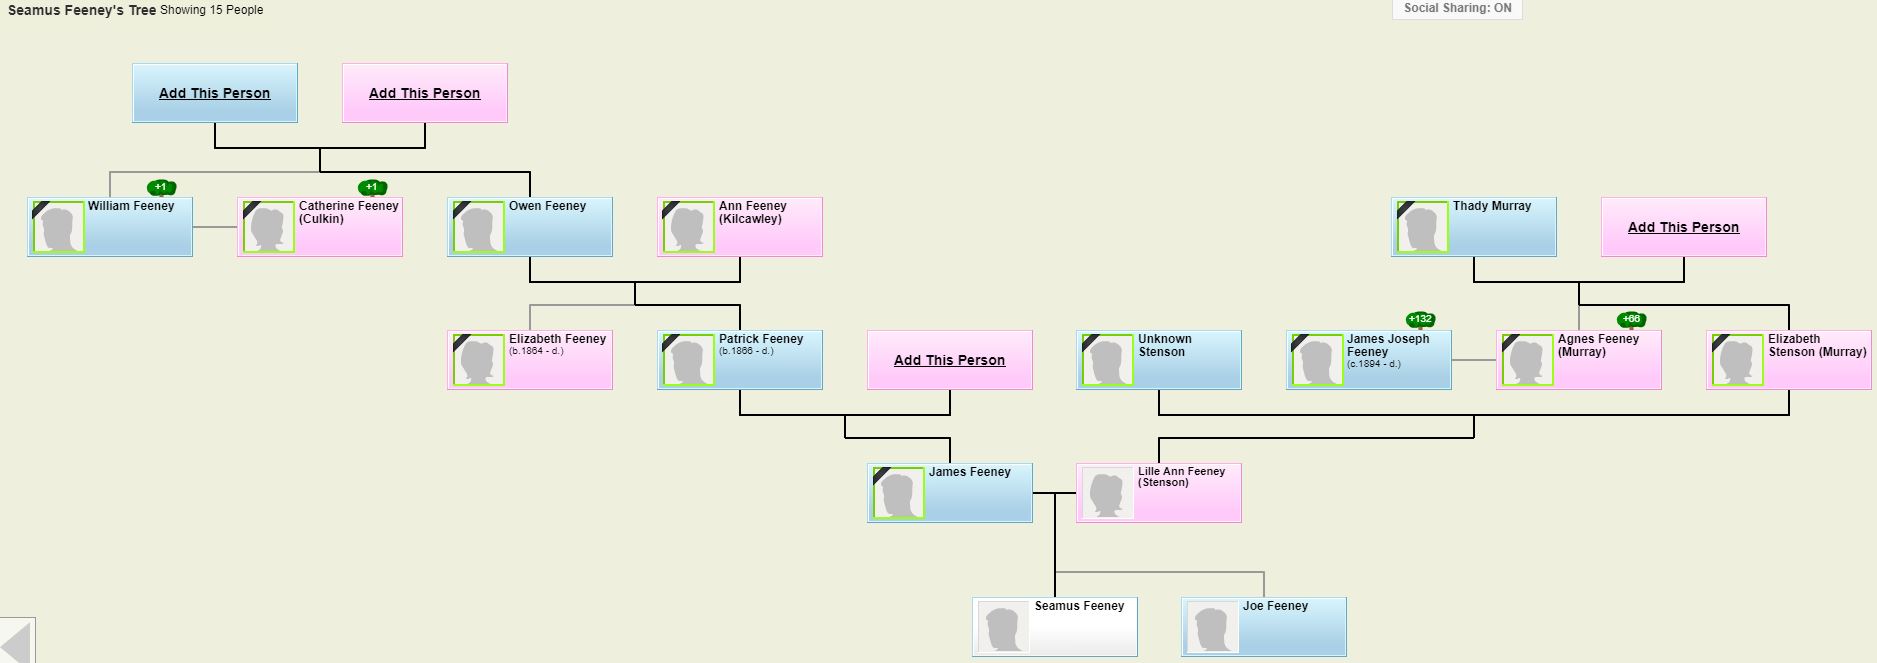 Seamus Feeney's Tree Showing 15 People
Social Sharing: ON
Add This Person
Add This Person
+1
+1
William Feeney
Catherine Feeney
(Culkin)
Owen Feeney
Ann Feeney
(Kilcawley)
Thady Murray
Add This Person
+132
+66
Elizabeth Feeney
(b.1864 - d.)
Patrick Feeney
(b.1866 - d.)
Add This Person
Unknown
Stenson
James Joseph
Feeney
(c.1894 - d.)
Agnes Feeney
(Murray)
Elizabeth
Stenson (Murray)
James Feeney
Lille Ann Feeney
(Stenson)
Seamus Feeney
Joe Feeney